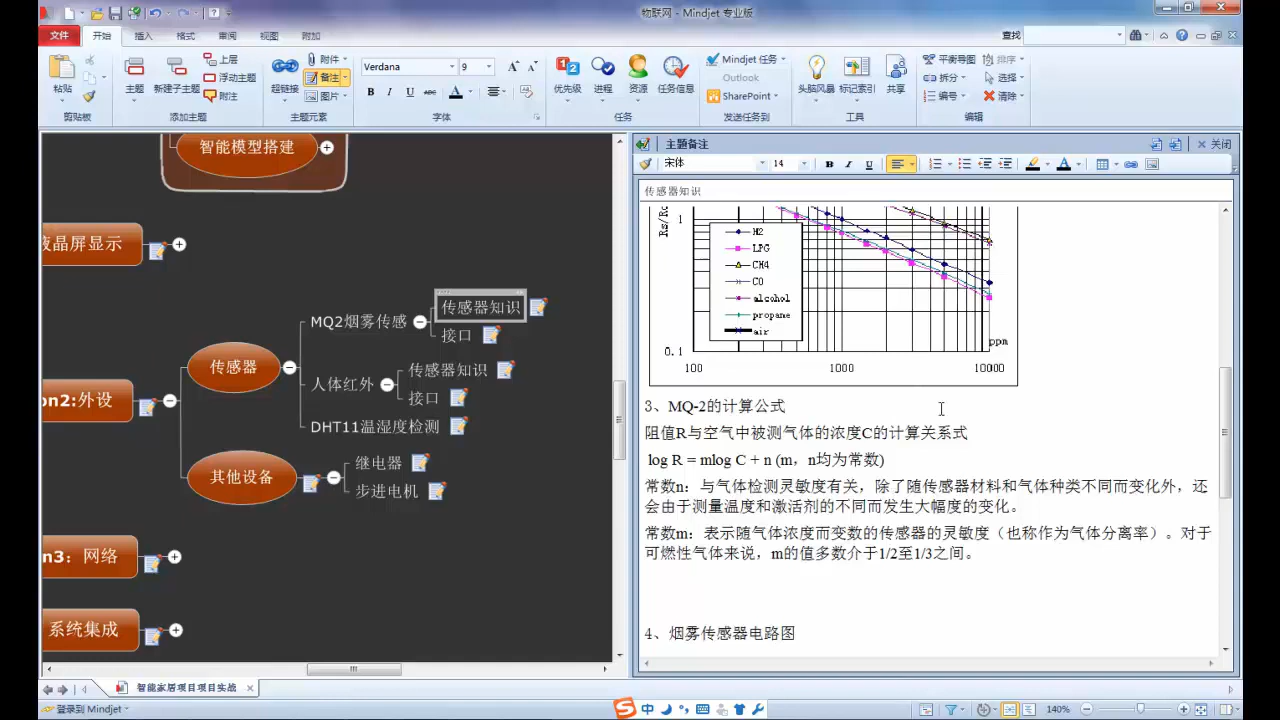 物联网 - Mindjet 专业版
文件 开始 插入 格式 审阅 视图 附加 查找
粘贴 主题 新建子主题 上层 浮动主题 附注 超链接 附件 备注 图片 Verdana 9 优先级 进程 资源 任务信息 Mindjet 任务 Outlook SharePoint 头脑风暴 标记索引 共享 平衡导图 拆分 编号 排序 选择 清除
剪贴板 添加主题 主题元素 字体 任务 发送任务到 工具 编辑
智能模型搭建
液晶屏显示
传感器知识
MQ2烟雾传感
接口
传感器
传感器知识
人体红外
接口
on2:外设
DHT11温湿度检测
继电器
其他设备
步进电机
n3：网络
系统集成
主题备注 关闭
宋体 14
传感器知识
Rs/Ro
1
H2
LPG
CH4
CO
alcohol
propane
air
ppm
0.1
100 1000 10000
3、MQ-2的计算公式
阻值R与空气中被测气体的浓度C的计算关系式
log R = mlog C + n (m，n均为常数)
常数n：与气体检测灵敏度有关，除了随传感器材料和气体种类不同而变化外，还
会由于测量温度和激活剂的不同而发生大幅度的变化。
常数m：表示随气体浓度而变数的传感器的灵敏度（也称作为气体分离率）。对于
可燃性气体来说，m的值多数介于1/2至1/3之间。
4、烟雾传感器电路图
智能家居项目项目实战
登录到 Mindjet 中 140%